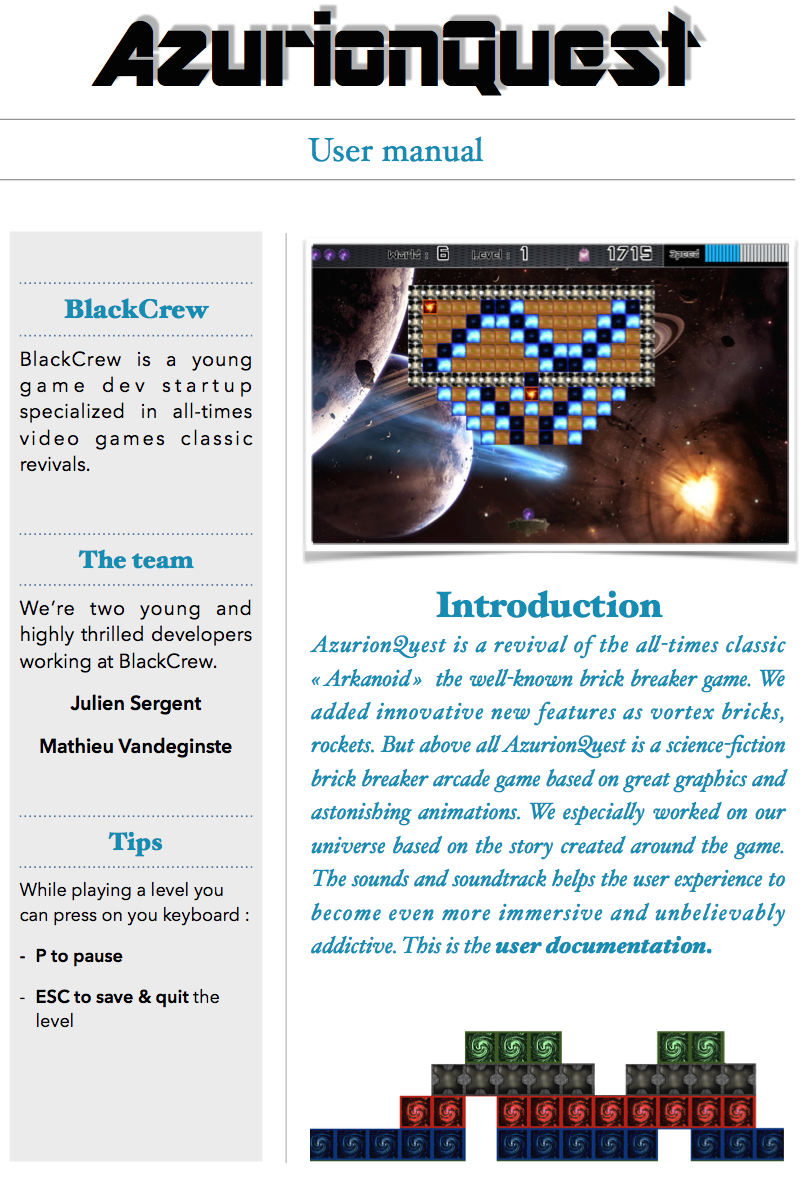 AzurionQuest
User manual
BlackCrew
BlackCrew is a young
game dev startup
specialized in all-times
video games classic
revivals.
The team
We're two young and
highly thrilled developers
working at BlackCrew.
Julien Sergent
Mathieu Vandeginste
Tips
While playing a level you
can press on you keyboard :
- P to pause
- ESC to save & quit the
level
World : 6 Level : 1 1715 Speed
Introduction
AzurionQuest is a revival of the all-times classic
« Arkanoid » the well-known brick breaker game. We
added innovative new features as vortex bricks,
rockets. But above all AzurionQuest is a science-fiction
brick breaker arcade game based on great graphics and
astonishing animations. We especially worked on our
universe based on the story created around the game.
The sounds and soundtrack helps the user experience to
become even more immersive and unbelievably
addictive. This is the user documentation.